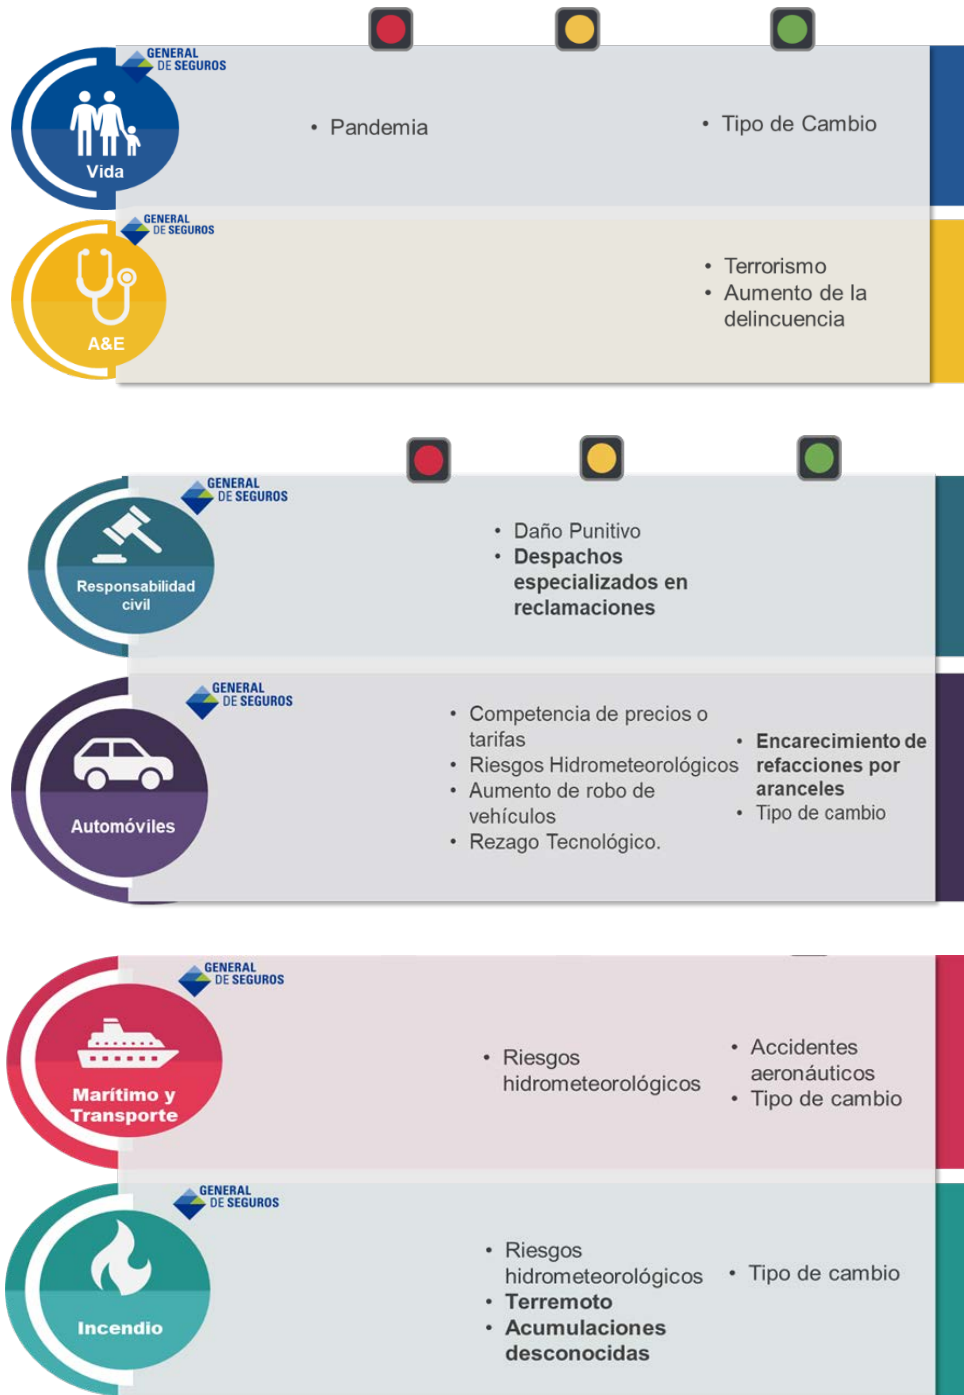 GENERAL
DE SEGUROS
Vida
• Pandemia
• Tipo de Cambio
GENERAL
DE SEGUROS
A&E
• Terrorismo
• Aumento de la
delincuencia
GENERAL
DE SEGUROS
Responsabilidad
civil
• Daño Punitivo
• Despachos
especializados en
reclamaciones
GENERAL
DE SEGUROS
Automóviles
• Competencia de precios o
tarifas
• Riesgos Hidrometeorológicos
• Aumento de robo de
vehículos
• Rezago Tecnológico.
• Encarecimiento de
refacciones por
aranceles
• Tipo de cambio
GENERAL
DE SEGUROS
Marítimo y
Transporte
• Riesgos
hidrometeorológicos
• Accidentes
aeronáuticos
• Tipo de cambio
GENERAL
DE SEGUROS
Incendio
• Riesgos
hidrometeorológicos
• Terremoto
• Acumulaciones
desconocidas
• Tipo de cambio